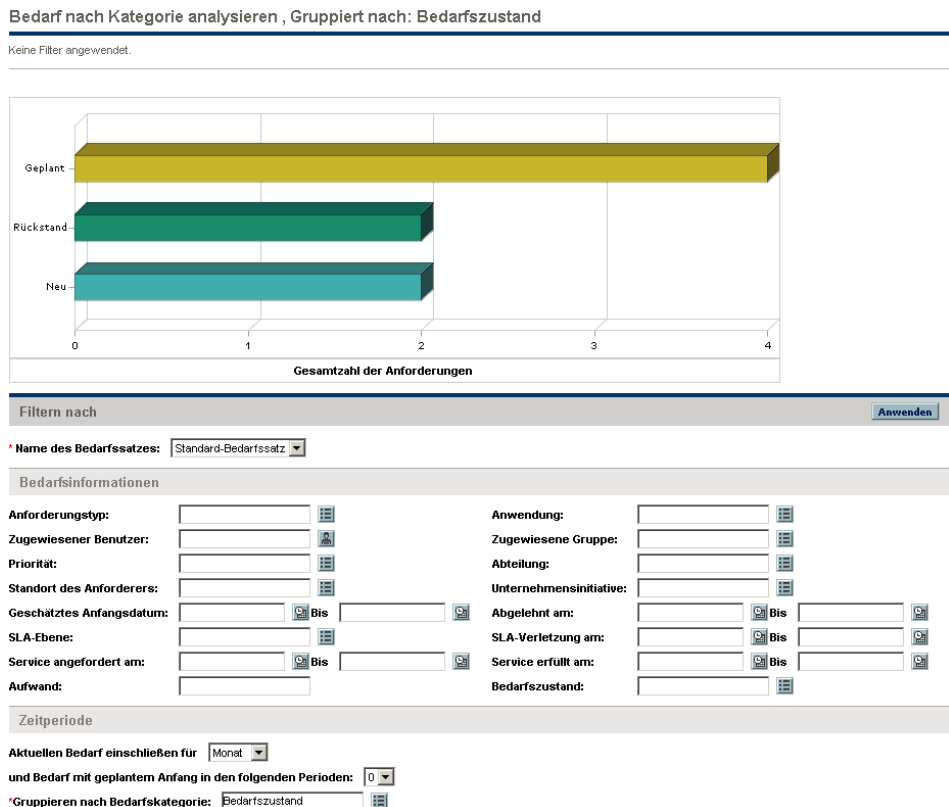 Bedarf nach Kategorie analysieren , Gruppiert nach: Bedarfszustand
Keine Filter angewendet.
Geplant
Rückstand
Neu
0 1 2 3 4
Gesamtzahl der Anforderungen
Filtern nach Anwenden
* Name des Bedarfssatzes: Standard-Bedarfssatz
Bedarfsinformationen
Anforderungstyp: Anwendung:
Zugewiesener Benutzer: Zugewiesene Gruppe:
Priorität: Abteilung:
Standort des Anforderers: Unternehmensinitiative:
Geschätztes Anfangsdatum: Bis Abgelehnt am: Bis
SLA-Ebene: SLA-Verletzung am: Bis
Service angefordert am: Bis Service erfüllt am: Bis
Aufwand: Bedarfszustand:
Zeitperiode
Aktuellen Bedarf einschließen für Monat
und Bedarf mit geplantem Anfang in den folgenden Perioden: 0
*Gruppieren nach Bedarfskategorie: Bedarfszustand